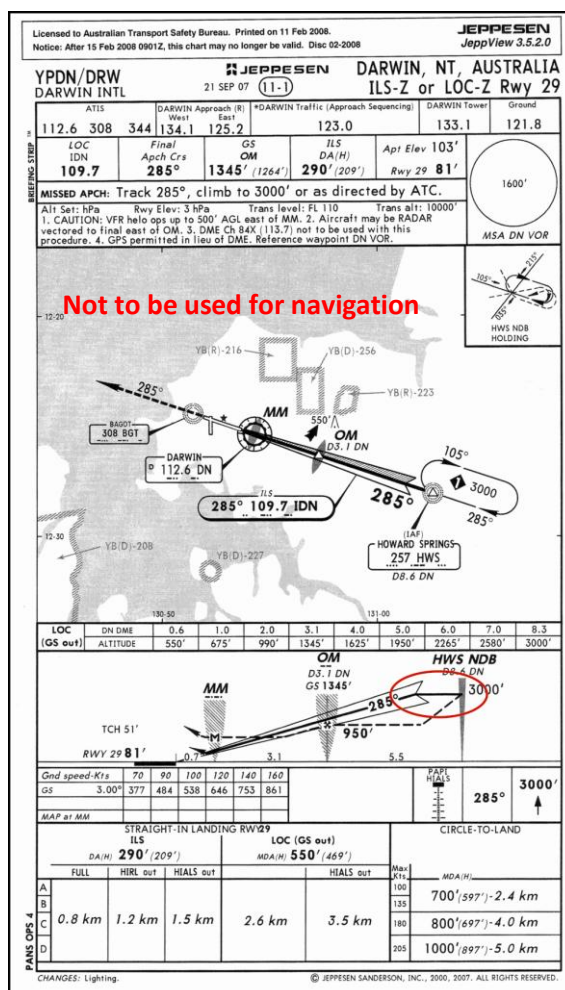 Licensed to Australian Transport Safety Bureau. Printed on 11 Feb 2008.
Notice: After 15 Feb 2008 0901Z, this chart may no longer be valid. Disc 02-2008
JEPPESEN
JeppView 3.5.2.0
YPDN/DRW
DARWIN INTL
JEPPESEN
21 SEP 07 11-1
DARWIN, NT, AUSTRALIA
ILS-Z or LOC-Z Rwy 29
ATIS
DARWIN Approach (R)
West East
*DARWIN Traffic (Approach Sequencing)
DARWIN Tower
Ground
112.6 308 344 134.1 125.2 123.0 133.1 121.8
BRIEFING STRIP TM
LOC
IDN
109.7
Final
Apch Crs
285°
GS
OM
1345' (1264')
ILS
DA(H)
290' (209')
Apt Elev 103'
Rwy 29 81'
MISSED APCH: Track 285°, climb to 3000' or as directed by ATC.
Alt Set: hPa Rwy Elev: 3 hPa Trans level: FL 110 Trans alt: 10000'
1. CAUTION: VFR helo ops up to 500' AGL east of MM. 2. Aircraft may be RADAR
vectored to final east of OM. 3. DME Ch 84X (113.7) not to be used with this
procedure. 4. GPS permitted in lieu of DME. Reference waypoint DN VOR.
1600'
MSA DN VOR
Not to be used for navigation
12-20
105°
215°
035°
HWS NDB
HOLDING
YB(R)-216
YB(D)-256
YB(R)-223
285°
MM
550'
OM
D3.1 DN
BAGOT
308 BGT
DARWIN
D 112.6 DN
ILS
285° 109.7 IDN
285°
105°
3000
285°
(IAF)
HOWARD SPRINGS
257 HWS
D8.6 DN
12-30
YB(D)-208
YB(D)-227
130-50
131-00
LOC
(GS out)
DN DME 0.6 1.0 2.0 3.1 4.0 5.0 6.0 7.0 8.3
ALTITUDE 550' 675' 990' 1345' 1625' 1950' 2265' 2580' 3000'
OM
D3.1 DN
GS 1345'
HWS NDB
D8.6 DN
MM
3000'
285°
TCH 51'
M
950'
RWY 29 81'
0.7 3.1 5.5
Gnd speed-Kts 70 90 100 120 140 160
GS 3.00° 377 484 538 646 753 861
MAP at MM
PAPI
HIALS
285°
3000'
STRAIGHT-IN LANDING RWY29
ILS
LOC (GS out)
CIRCLE-TO-LAND
DA(H) 290' (209')
MDA(H) 550' (469')
FULL HIRL out HIALS out HIALS out
Max
Kts
MDA(H)
A 100
B 135
700' (597')-2.4 km
C 0.8 km 1.2 km 1.5 km 2.6 km 3.5 km 180 800' (697')-4.0 km
D 205 1000' (897')-5.0 km
PANS OPS 4
CHANGES: Lighting.
© JEPPESEN SANDERSON, INC., 2000, 2007. ALL RIGHTS RESERVED.